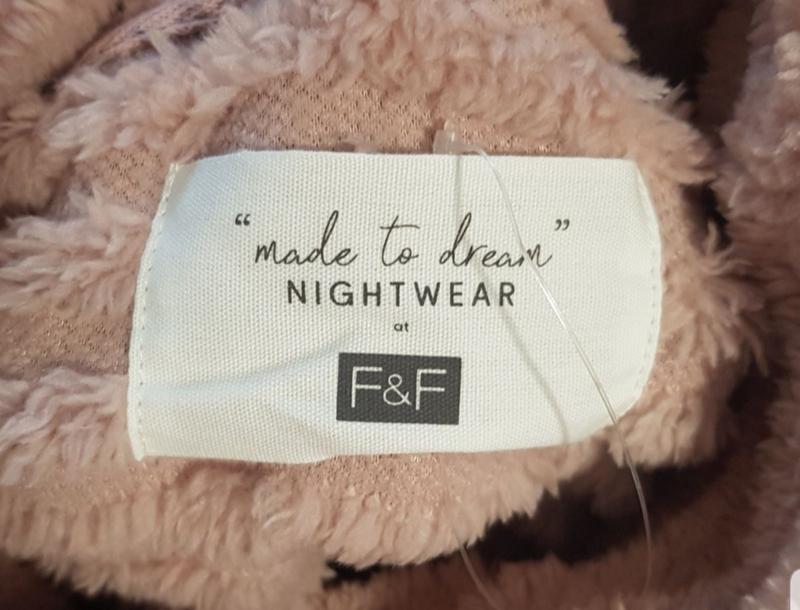 “made to dream”
NIGHTWEAR
at
F&F